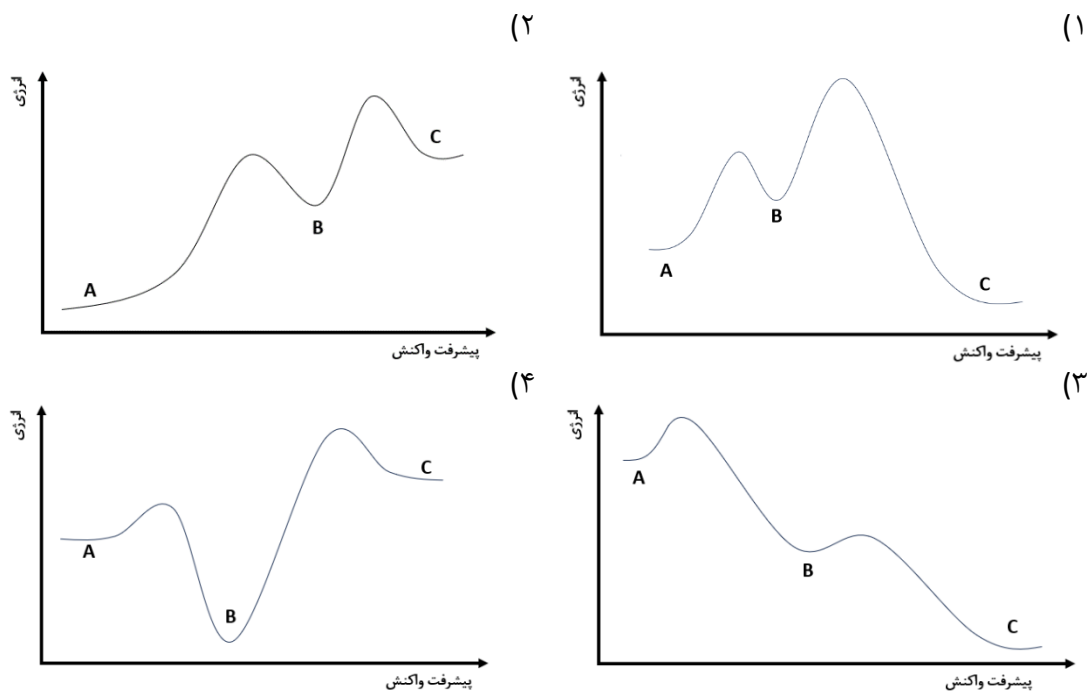 ۱)
انرژی
A
B
C
پیشرفت واکنش
۲)
انرژی
A
B
C
پیشرفت واکنش
۳)
انرژی
A
B
C
پیشرفت واکنش
۴)
انرژی
A
B
C
پیشرفت واکنش